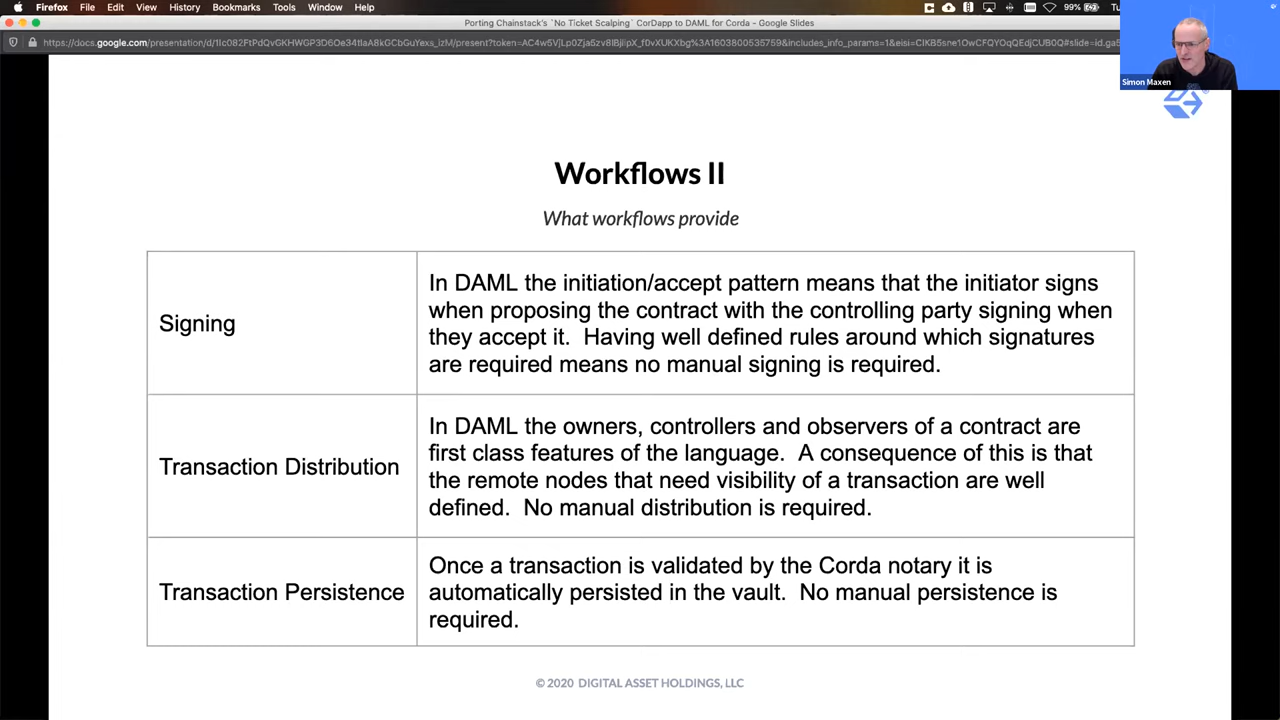 Firefox File Edit View History Bookmarks Tools Window Help 99% Tu
Porting Chainstack's `No Ticket Scalping` CorDapp to DAML for Corda - Google Slides
Simon Maxen
Workflows II
What workflows provide
Signing
In DAML the initiation/accept pattern means that the initiator signs
when proposing the contract with the controlling party signing when
they accept it. Having well defined rules around which signatures
are required means no manual signing is required.
Transaction Distribution
In DAML the owners, controllers and observers of a contract are
first class features of the language. A consequence of this is that
the remote nodes that need visibility of a transaction are well
defined. No manual distribution is required.
Transaction Persistence
Once a transaction is validated by the Corda notary it is
automatically persisted in the vault. No manual persistence is
required.
© 2020 DIGITAL ASSET HOLDINGS, LLC